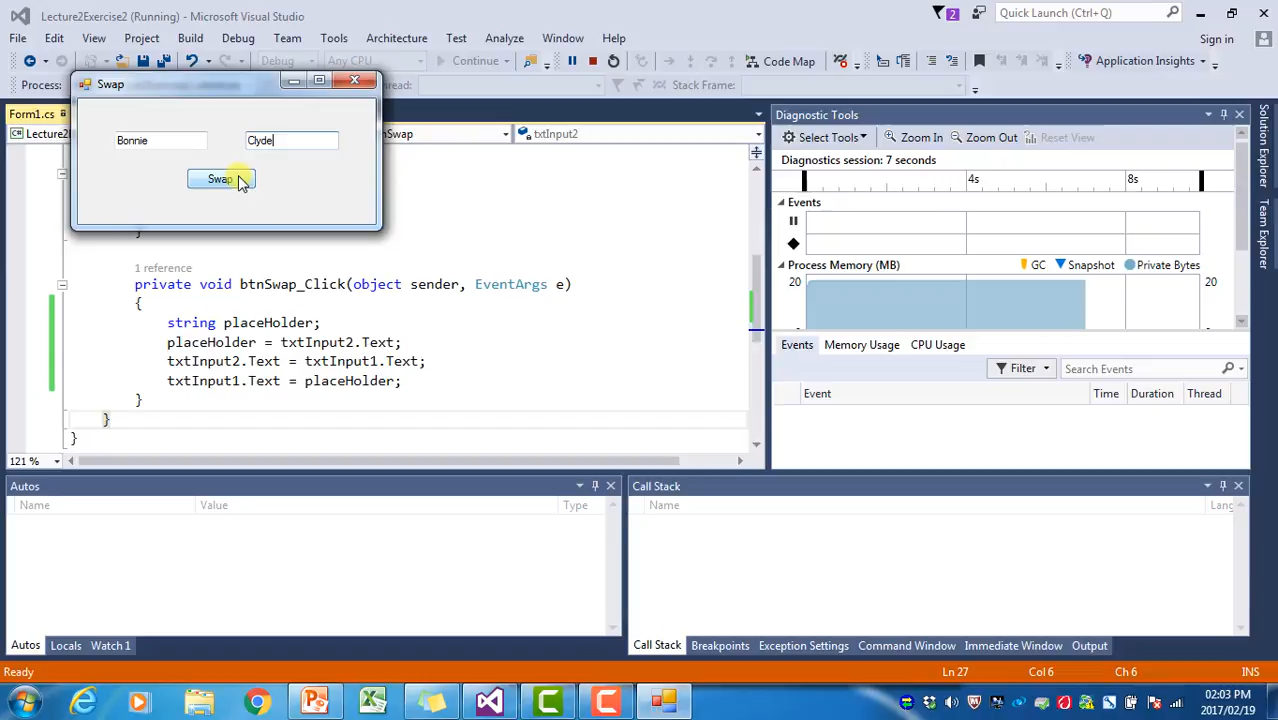 Lecture2Exercise2 (Running) - Microsoft Visual Studio
2
Quick Launch (Ctrl+Q)
File Edit View Project Build Debug Team Tools Architecture Test Analyze Window Help
Sign in
Debug Any CPU Continue Code Map Application Insights
Process: Thread: Stack Frame:
Swap
Bonnie Clyde
Swap
Form1.cs
Lecture2 nSwap txtInput2
1 reference
private void btnSwap_Click(object sender, EventArgs e)
{
string placeHolder;
placeHolder = txtInput2.Text;
txtInput2.Text = txtInput1.Text;
txtInput1.Text = placeHolder;
}
}
}
121 %
Diagnostic Tools
Select Tools Zoom In Zoom Out Reset View
Diagnostics session: 7 seconds
4s 8s
Events
Process Memory (MB) GC Snapshot Private Bytes
20 20
Events Memory Usage CPU Usage
Filter Search Events
Event Time Duration Thread
Autos
Name Value Type
Autos Locals Watch 1
Call Stack
Name Lang
Call Stack Breakpoints Exception Settings Command Window Immediate Window Output
Ready Ln 27 Col 6 Ch 6 INS
02:03 PM
2017/02/19